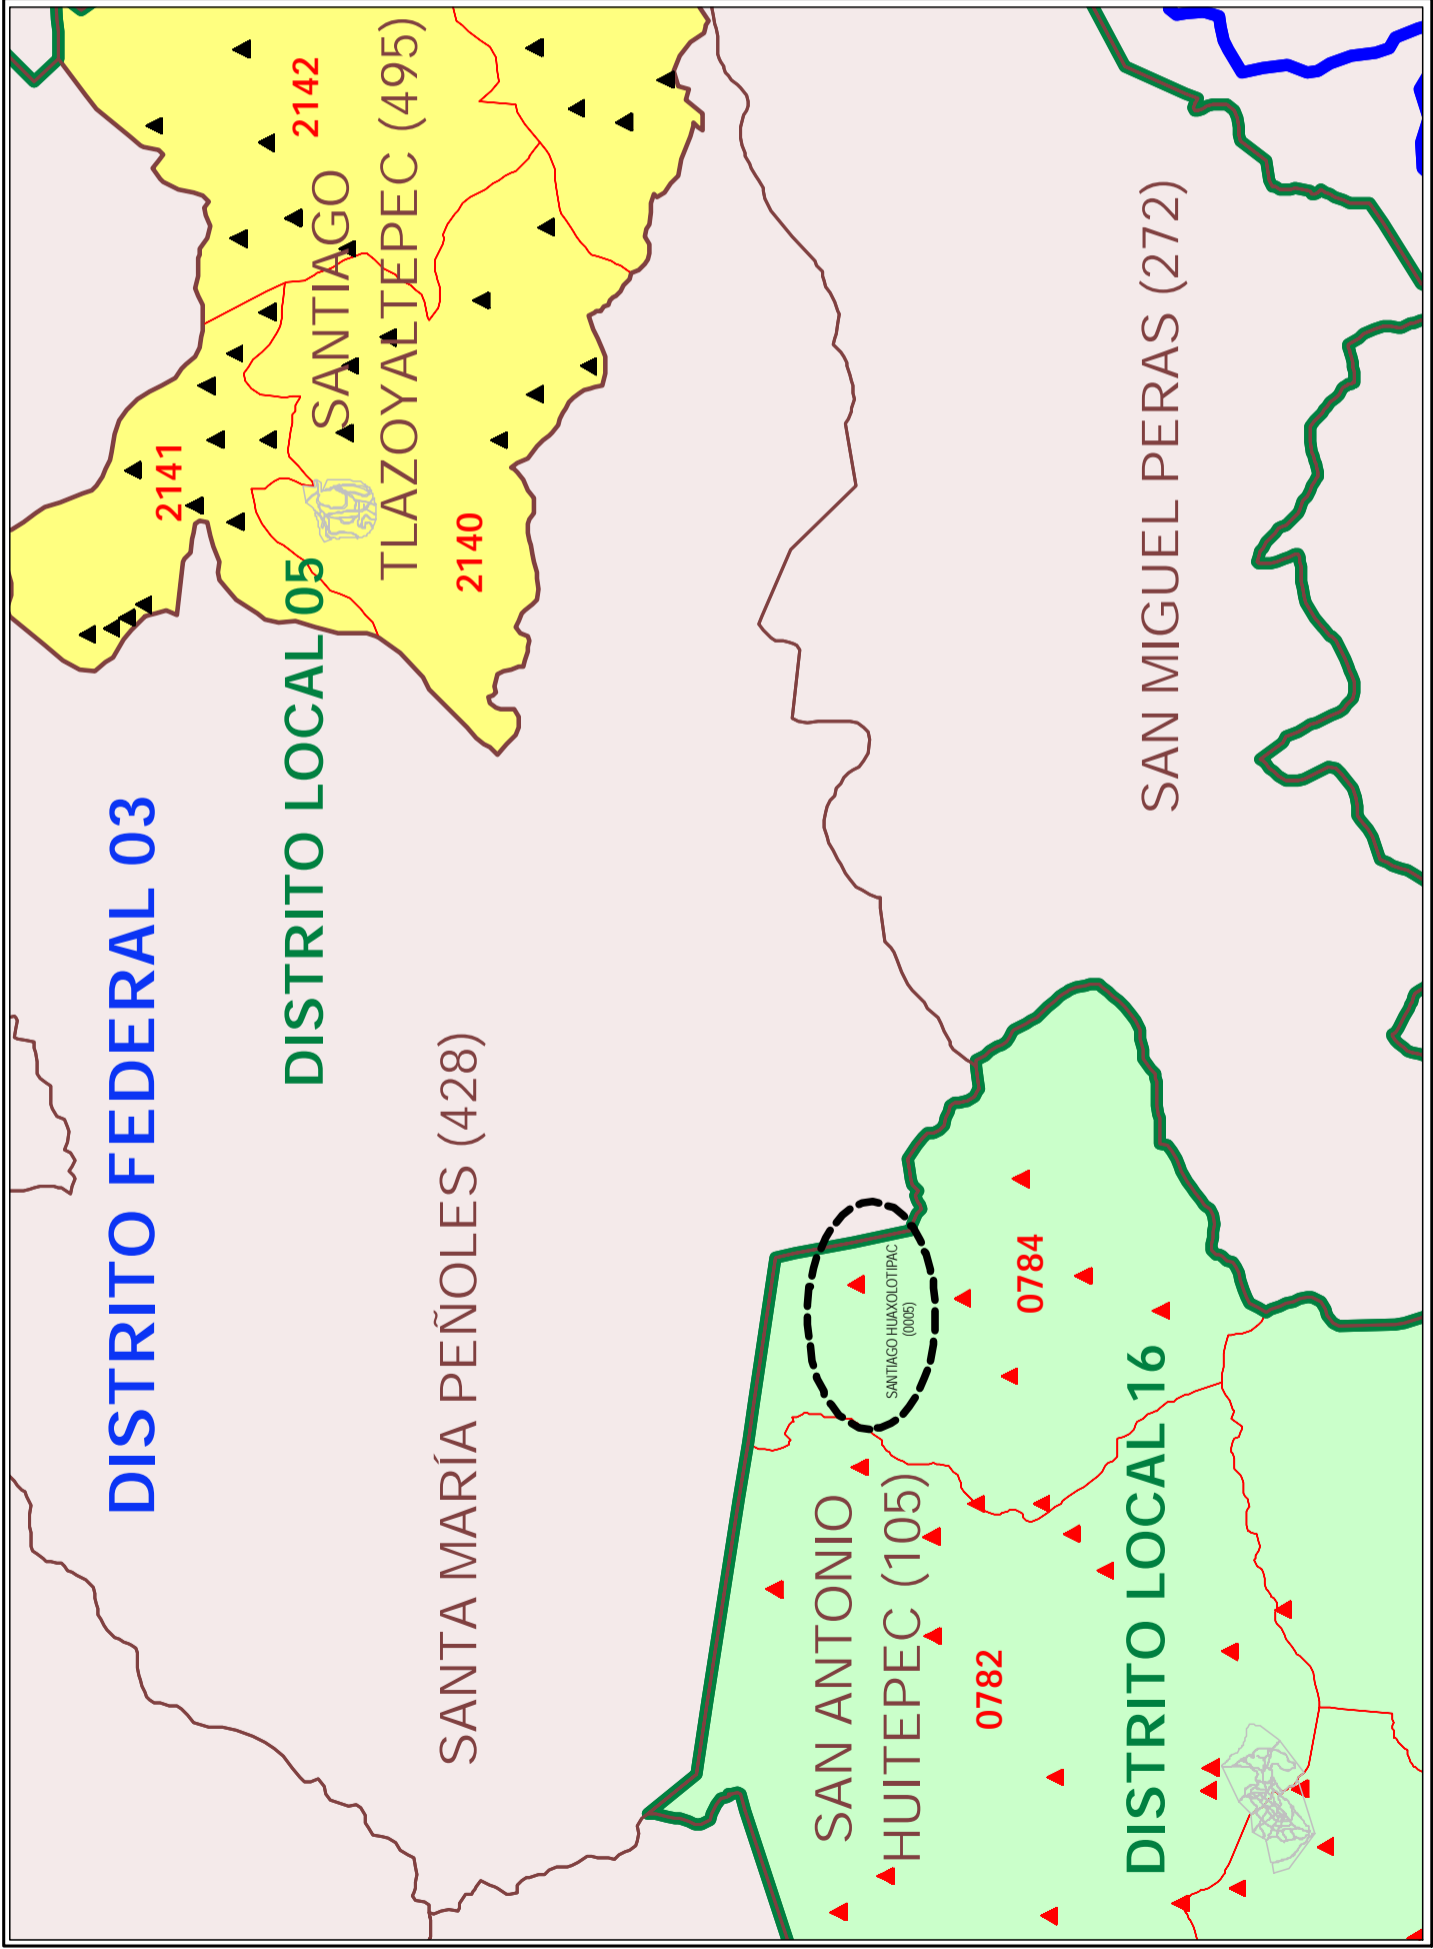 DISTRITO FEDERAL 03
2141
2142
DISTRITO LOCAL 05
SANTIAGO
TLAZOYALTEPEC (495)
2140
SANTA MARÍA PEÑOLES (428)
SAN ANTONIO
HUITEPEC (105)
SANTIAGO HUAXOLOTIPAC
(0005)
0782
0784
DISTRITO LOCAL 16
SAN MIGUEL PERAS (272)